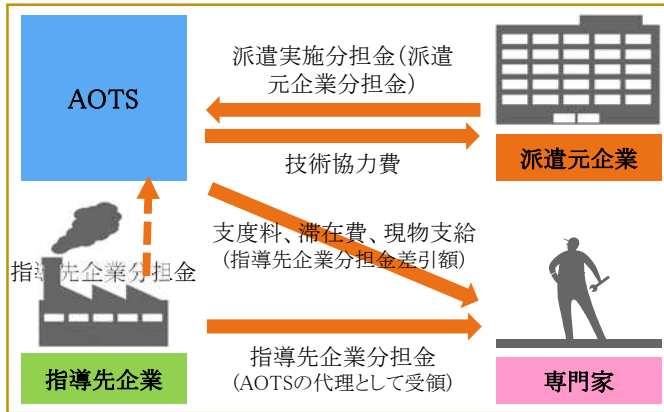 AOTS
派遣実施分担金(派遣
元企業分担金)
技術協力費
派遣元企業
支度料、滞在費、現物支給
(指導先企業分担金差引額)
指導先企業分担金
指導先企業
指導先企業分担金
(AOTSの代理として受領)
専門家